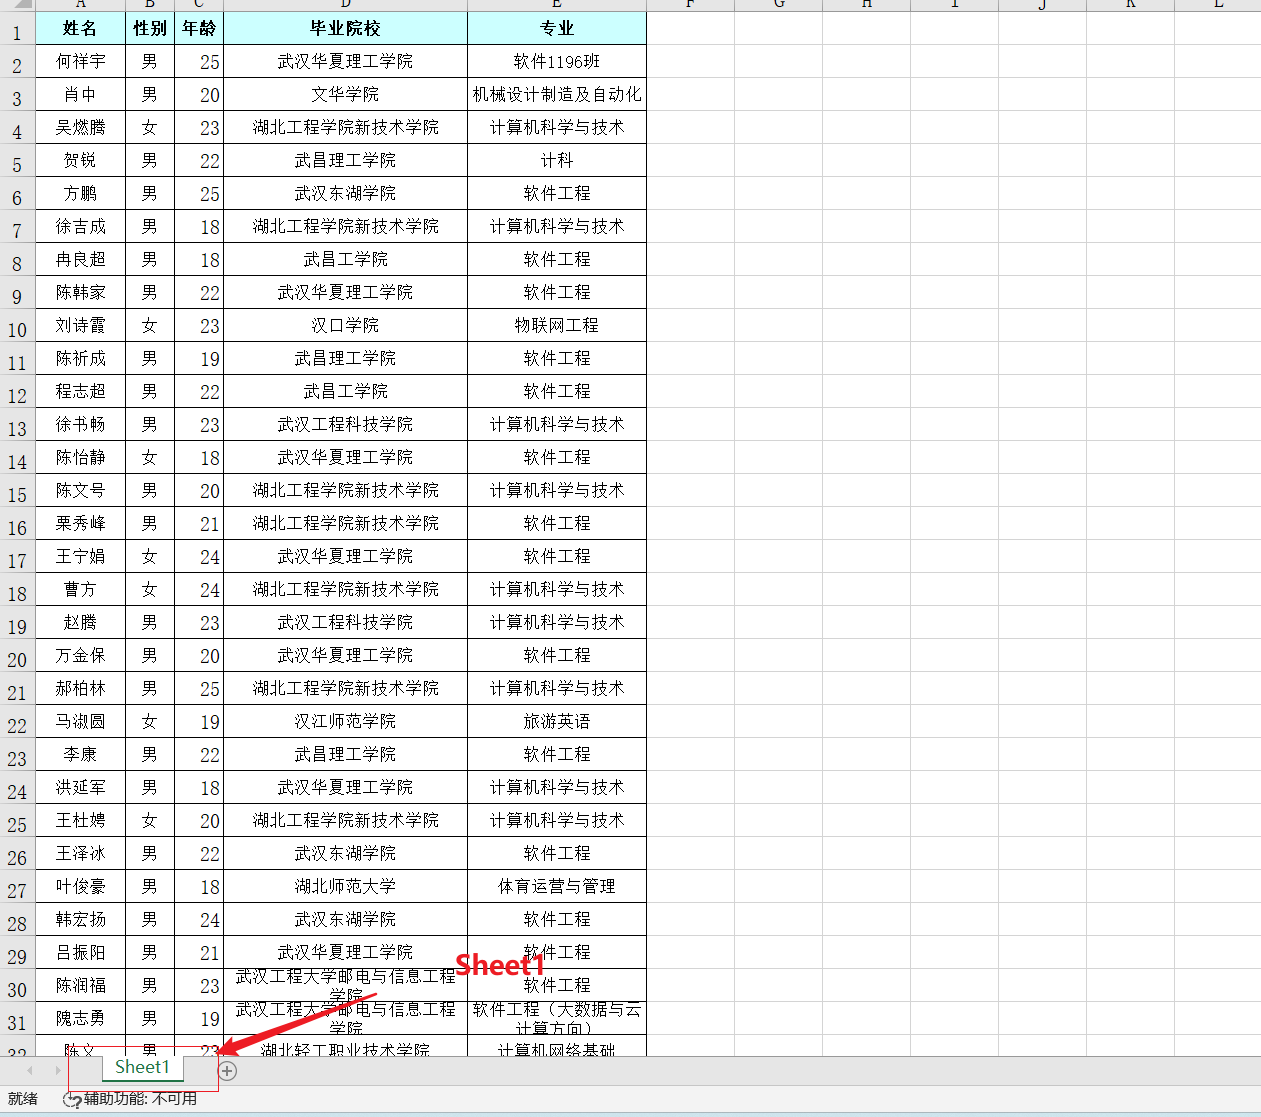 A B C D E F G H I J K L
1 姓名 性别 年龄 毕业院校 专业
2 何祥宇 男 25 武汉华夏理工学院 软件1196班
3 肖中 男 20 文华学院 机械设计制造及自动化
4 吴燃腾 女 23 湖北工程学院新技术学院 计算机科学与技术
5 贺锐 男 22 武昌理工学院 计科
6 方鹏 男 25 武汉东湖学院 软件工程
7 徐吉成 男 18 湖北工程学院新技术学院 计算机科学与技术
8 冉良超 男 18 武昌工学院 软件工程
9 陈韩家 男 22 武汉华夏理工学院 软件工程
10 刘诗霞 女 23 汉口学院 物联网工程
11 陈祈成 男 19 武昌理工学院 软件工程
12 程志超 男 22 武昌工学院 软件工程
13 徐书畅 男 23 武汉工程科技学院 计算机科学与技术
14 陈怡静 女 18 武汉华夏理工学院 软件工程
15 陈文号 男 20 湖北工程学院新技术学院 计算机科学与技术
16 栗秀峰 男 21 湖北工程学院新技术学院 软件工程
17 王宁娟 女 24 武汉华夏理工学院 软件工程
18 曹方 女 24 湖北工程学院新技术学院 计算机科学与技术
19 赵腾 男 23 武汉工程科技学院 计算机科学与技术
20 万金保 男 20 武汉华夏理工学院 软件工程
21 郝柏林 男 25 湖北工程学院新技术学院 计算机科学与技术
22 马淑圆 女 19 汉江师范学院 旅游英语
23 李康 男 22 武昌理工学院 软件工程
24 洪延军 男 18 武汉华夏理工学院 计算机科学与技术
25 王杜娉 女 20 湖北工程学院新技术学院 计算机科学与技术
26 王泽冰 男 22 武汉东湖学院 软件工程
27 叶俊豪 男 18 湖北师范大学 体育运营与管理
28 韩宏扬 男 24 武汉东湖学院 软件工程
29 吕振阳 男 21 武汉华夏理工学院 软件工程
Sheet1
30 陈润福 男 23 武汉工程大学邮电与信息工程学院 软件工程
31 隗志勇 男 19 武汉工程大学邮电与信息工程学院 软件工程（大数据与云计算方向）
32 陈义 男 23 湖北轻工职业技术学院 计算机网络基础
Sheet1
就绪 辅助功能: 不可用